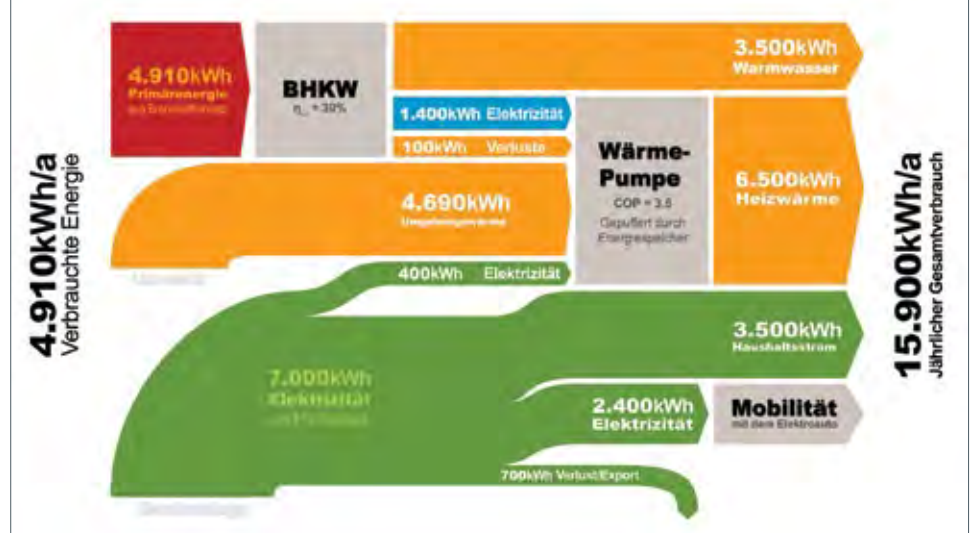 4.910kWh/a
Verbrauchte Energie
4.910kWh
Primärenergie
BHKW
= 30%
3.500kWh
Warmwasser
1.400kWh Elektrizität
100kWh Verluste
4.690kWh
Umgebungswärme
400kWh Elektrizität
Wärme-
Pumpe
COP = 3.5
Gepuffert durch
Energiespeicher
6.500kWh
Heizwärme
7.000kWh
Elektrizität
3.500kWh
Haushaltsstrom
2.400kWh
Elektrizität
Mobilität
mit dem Elektroauto
700kWh Verlust/Export
15.900kWh/a
Jährlicher Gesamtverbrauch